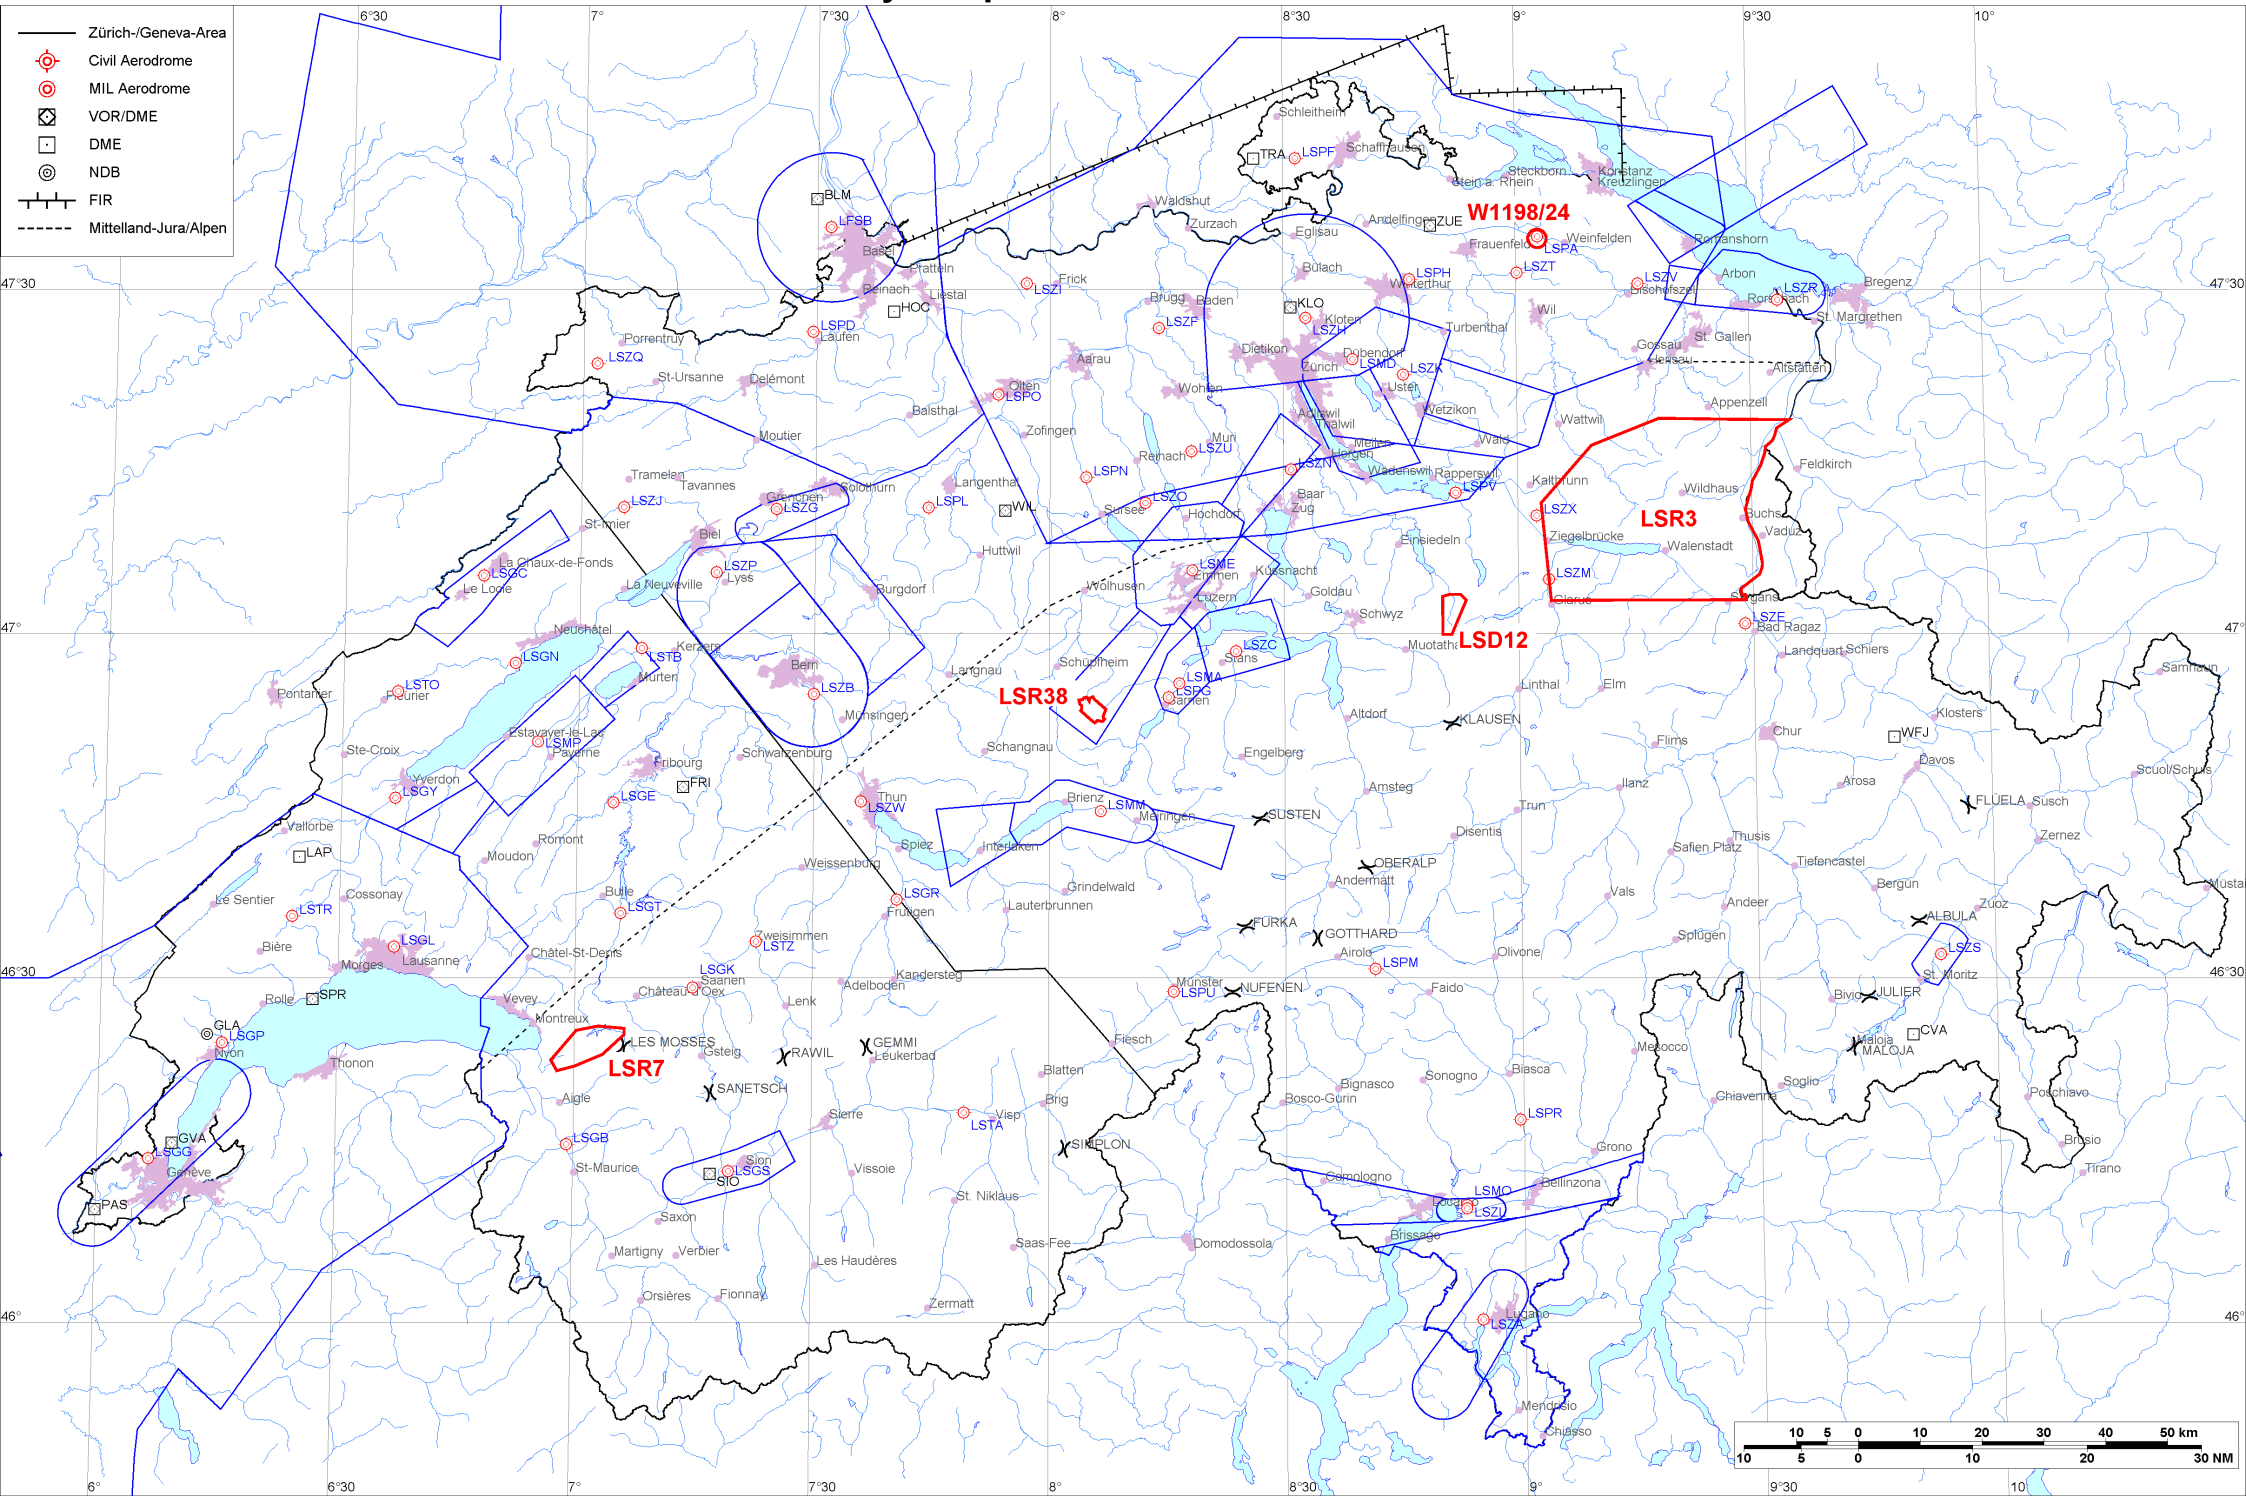 6°30
7°
7°30
8°
8°30
9°
9°30
10°
Zürich-/Geneva-Area
Civil Aerodrome
MIL Aerodrome
VOR/DME
DME
NDB
FIR
Mittelland-Jura/Alpen
Schleitheim
TRA
LSPF
Schaffhausen
Steckborn
Stein a. Rhein
Konstanz
Kreuzlingen
BLM
LFSB
Basel
Waldshut
Zurzach
Eglisau
Andelfingen
ZUE
W1198/24
LSPA
Weinfelden
Frauenfeld
Romanshorn
Pratteln
Reinach
Liestal
HOC
LSZI
Frick
Bülach
LSPH
Winterthur
LSZT
LSZV
Bischofszell
Arbon
LSZR
Rorschach
Bregenz
47°30
47°30
St. Margrethen
Brugg
Baden
LSZF
KLO
Kloten
LSZH
Turbenthal
Wil
St. Gallen
Gossau
Herisau
Altstätten
LSPD
Laufen
Porrentruy
LSZQ
St-Ursanne
Delémont
Aarau
Olten
LSPO
Balsthal
Dietikon
Zürich
Dübendorf
LSMD
LSZK
Uster
Wetzikon
Wohlen
Adliswil
Thalwil
Appenzell
Wattwil
Moutier
Zofingen
Muri
LSZU
Reinach
Meilen
Horgen
Wald
LSZN
Wädenswil
Rapperswil
LSPV
Kaltbrunn
Feldkirch
Wildhaus
LSR3
Buchs
Vaduz
LSZX
Ziegelbrücke
Walenstadt
LSZM
Glarus
Sargans
LSZE
Bad Ragaz
Tramelan
Tavannes
LSZJ
St-Imier
Grenchen
LSZG
Solothurn
Langenthal
LSPL
WIL
LSPN
LSZO
Sursee
Hochdorf
Baar
Zug
Einsiedeln
Biel
La Chaux-de-Fonds
LSGC
Le Locle
La Neuveville
LSZP
Lyss
Burgdorf
Huttwil
Wolhusen
LSME
Emmen
Luzern
Küssnacht
Goldau
Schwyz
Muotathal
LSD12
47°
47°
Neuchâtel
LSGN
LSTB
Kerzers
Murten
Bern
LSZB
Münsingen
Langnau
Schüpfheim
LSR38
LSZC
Stans
LSMA
LSPG
Sarnen
Landquart
Schiers
Samnaun
Linthal
Elm
Pontarlier
LSTO
Fleurier
Ste-Croix
Estavayer-le-Lac
LSMP
Payerne
Fribourg
FRI
Schwarzenburg
Schangnau
Engelberg
Altdorf
KLAUSEN
Flims
Chur
Klosters
WFJ
Davos
Arosa
Scuol/Schuls
Yverdon
LSGY
LSGE
Thun
LSZW
Brienz
LSMM
Meiringen
SUSTEN
Amsteg
Trun
Ilanz
FLÜELA
Susch
Zernez
Vallorbe
LAP
Romont
Moudon
Weissenburg
Spiez
Interlaken
Disentis
Thusis
Safien Platz
Tiefencastel
OBERALP
Andermatt
Bergün
Le Sentier
Cossonay
LSTR
Bulle
LSGT
LSGR
Frutigen
Lauterbrunnen
Grindelwald
FURKA
GOTTHARD
Vals
Andeer
Splügen
ALBULA
Zuoz
LSZS
Bière
LSGL
Lausanne
Morges
Châtel-St-Denis
Zweisimmen
LSTZ
LSGK
Saanen
Château-d'Oex
Adelboden
Kandersteg
Airolo
LSPM
Olivone
St. Moritz
46°30
46°30
Rolle
SPR
Vevey
Montreux
Lenk
Münster
LSPU
NUFENEN
Faido
Bivio
JULIER
CVA
Maloja
MALOJA
GLA
LSGP
Nyon
Thonon
LES MOSSES
LSR7
Gsteig
RAWIL
GEMMI
Leukerbad
Fiesch
Mesocco
SANETSCH
Blatten
Brig
Bignasco
Sonogno
Biasca
Bosco-Gurin
Soglio
Chiavenna
Poschiavo
Aigle
LSGB
St-Maurice
Sierre
LSTA
Visp
SIMPLON
LSPR
Grono
Brusio
Tirano
GVA
LSGG
Genève
PAS
Sion
LSGS
SIO
Vissoie
St. Niklaus
Comologno
LSMO
Locarno
LSZL
Bellinzona
Saxon
Martigny
Verbier
Les Haudères
Saas-Fee
Domodossola
Brissago
Orsières
Fionnay
Zermatt
46°
46°
Lugano
LSZA
Mendrisio
Chiasso
10 5 0 10 20 30 40 50 km
10 5 0 10 20 30 NM
6°
6°30
7°
7°30
8°
8°30
9°
9°30
10°